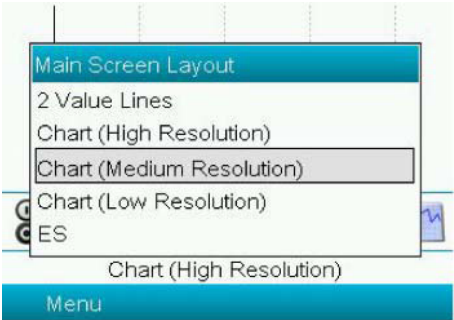 Main Screen Layout
2 Value Lines
Chart (High Resolution)
Chart (Medium Resolution)
Chart (Low Resolution)
ES
Chart (High Resolution)
Menu